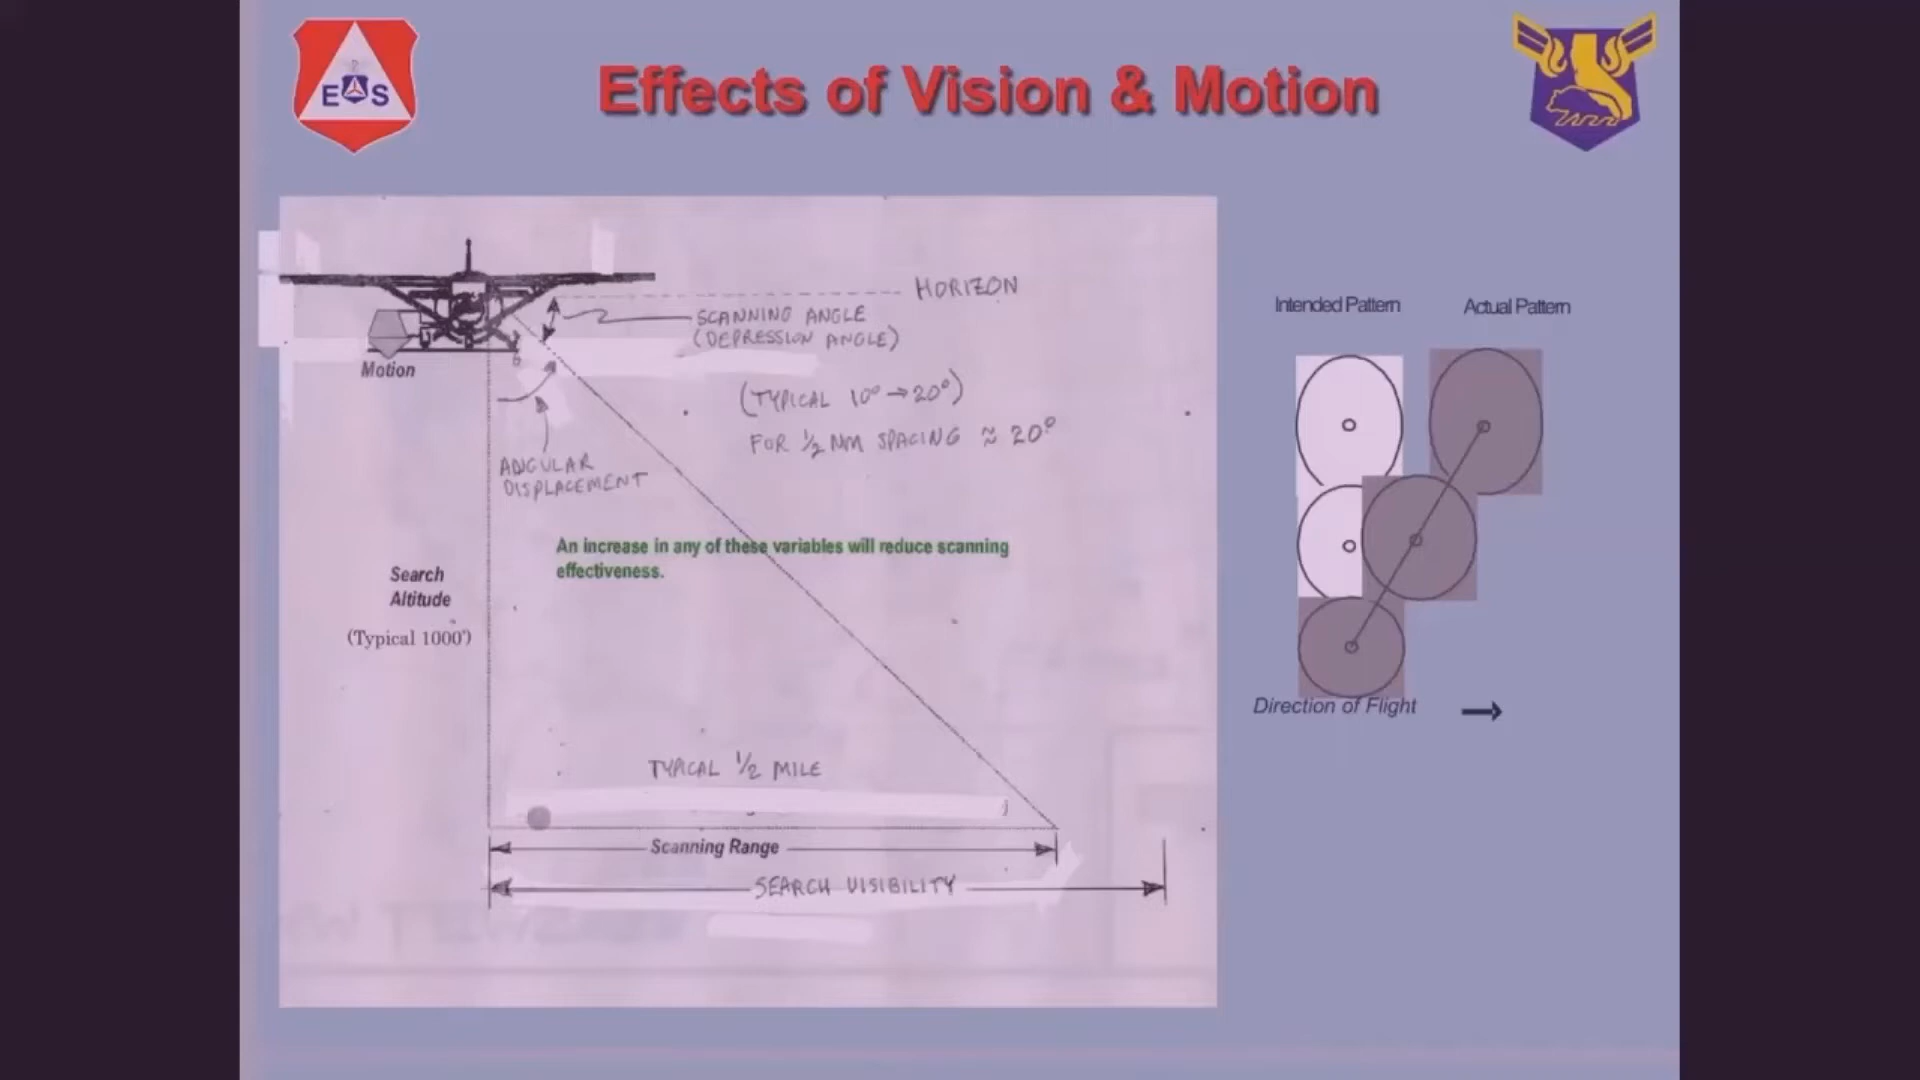 E S
Effects of Vision & Motion
HORIZON
SCANNING ANGLE
(DEPRESSION ANGLE)
Motion
(TYPICAL 10° → 20°)
FOR ½ NM SPACING ≈ 20°
ANGULAR
DISPLACEMENT
An increase in any of these variables will reduce scanning
effectiveness.
Search
Altitude
(Typical 1000')
TYPICAL ½ MILE
Scanning Range
SEARCH VISIBILITY
Intended Pattern
Actual Pattern
Direction of Flight